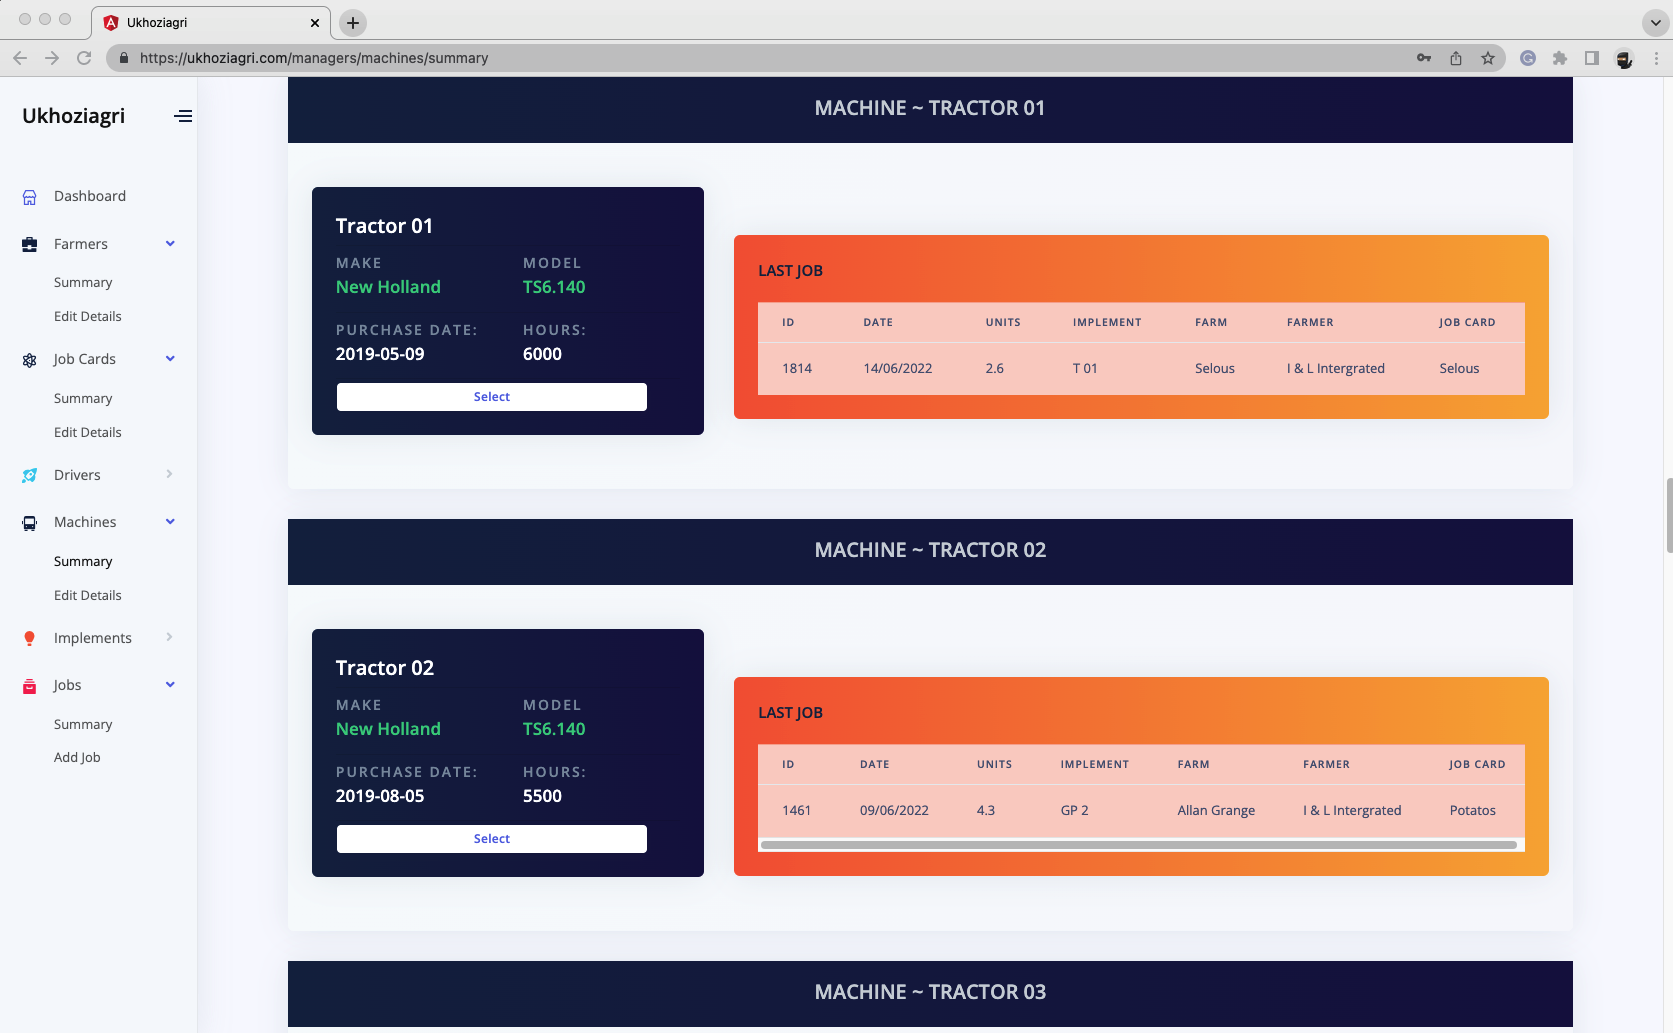 Ukhoziagri
https://ukhoziagri.com/managers/machines/summary
Ukhoziagri
Dashboard
Farmers
Summary
Edit Details
Job Cards
Summary
Edit Details
Drivers
Machines
Summary
Edit Details
Implements
Jobs
Summary
Add Job
MACHINE ~ TRACTOR 01
Tractor 01
MAKE MODEL
New Holland TS6.140
PURCHASE DATE: HOURS:
2019-05-09 6000
Select
LAST JOB
ID DATE UNITS IMPLEMENT FARM FARMER JOB CARD
1814 14/06/2022 2.6 T 01 Selous I & L Intergrated Selous
MACHINE ~ TRACTOR 02
Tractor 02
MAKE MODEL
New Holland TS6.140
PURCHASE DATE: HOURS:
2019-08-05 5500
Select
LAST JOB
ID DATE UNITS IMPLEMENT FARM FARMER JOB CARD
1461 09/06/2022 4.3 GP 2 Allan Grange I & L Intergrated Potatos
MACHINE ~ TRACTOR 03